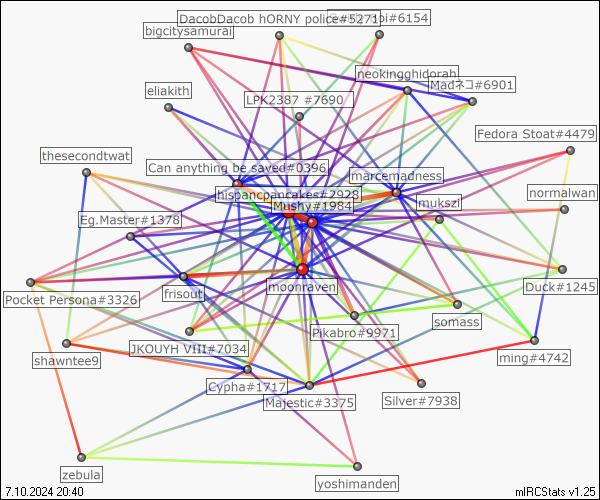 DacobDacob hORNY police#5271
#6154
bigcitysamurai
neokingghidorah
Madネコ#6901
eliakith
LPK2387 #7690
Fedora Stoat#4479
thesecondtwat
Can anything be saved#0396
marcemadness
hispancpancakes#2928
normalwan
Mushy#1984
mukszi
Eg.Master#1378
moonraven
frisout
Duck#1245
Pocket Persona#3326
somass
Pikabro#9971
JKOUYH VIII#7034
shawntee9
ming#4742
Cypha#1717
Majestic#3375
Silver#7938
zebula
yoshimanden
7.10.2024 20:40
mIRCStats v1.25